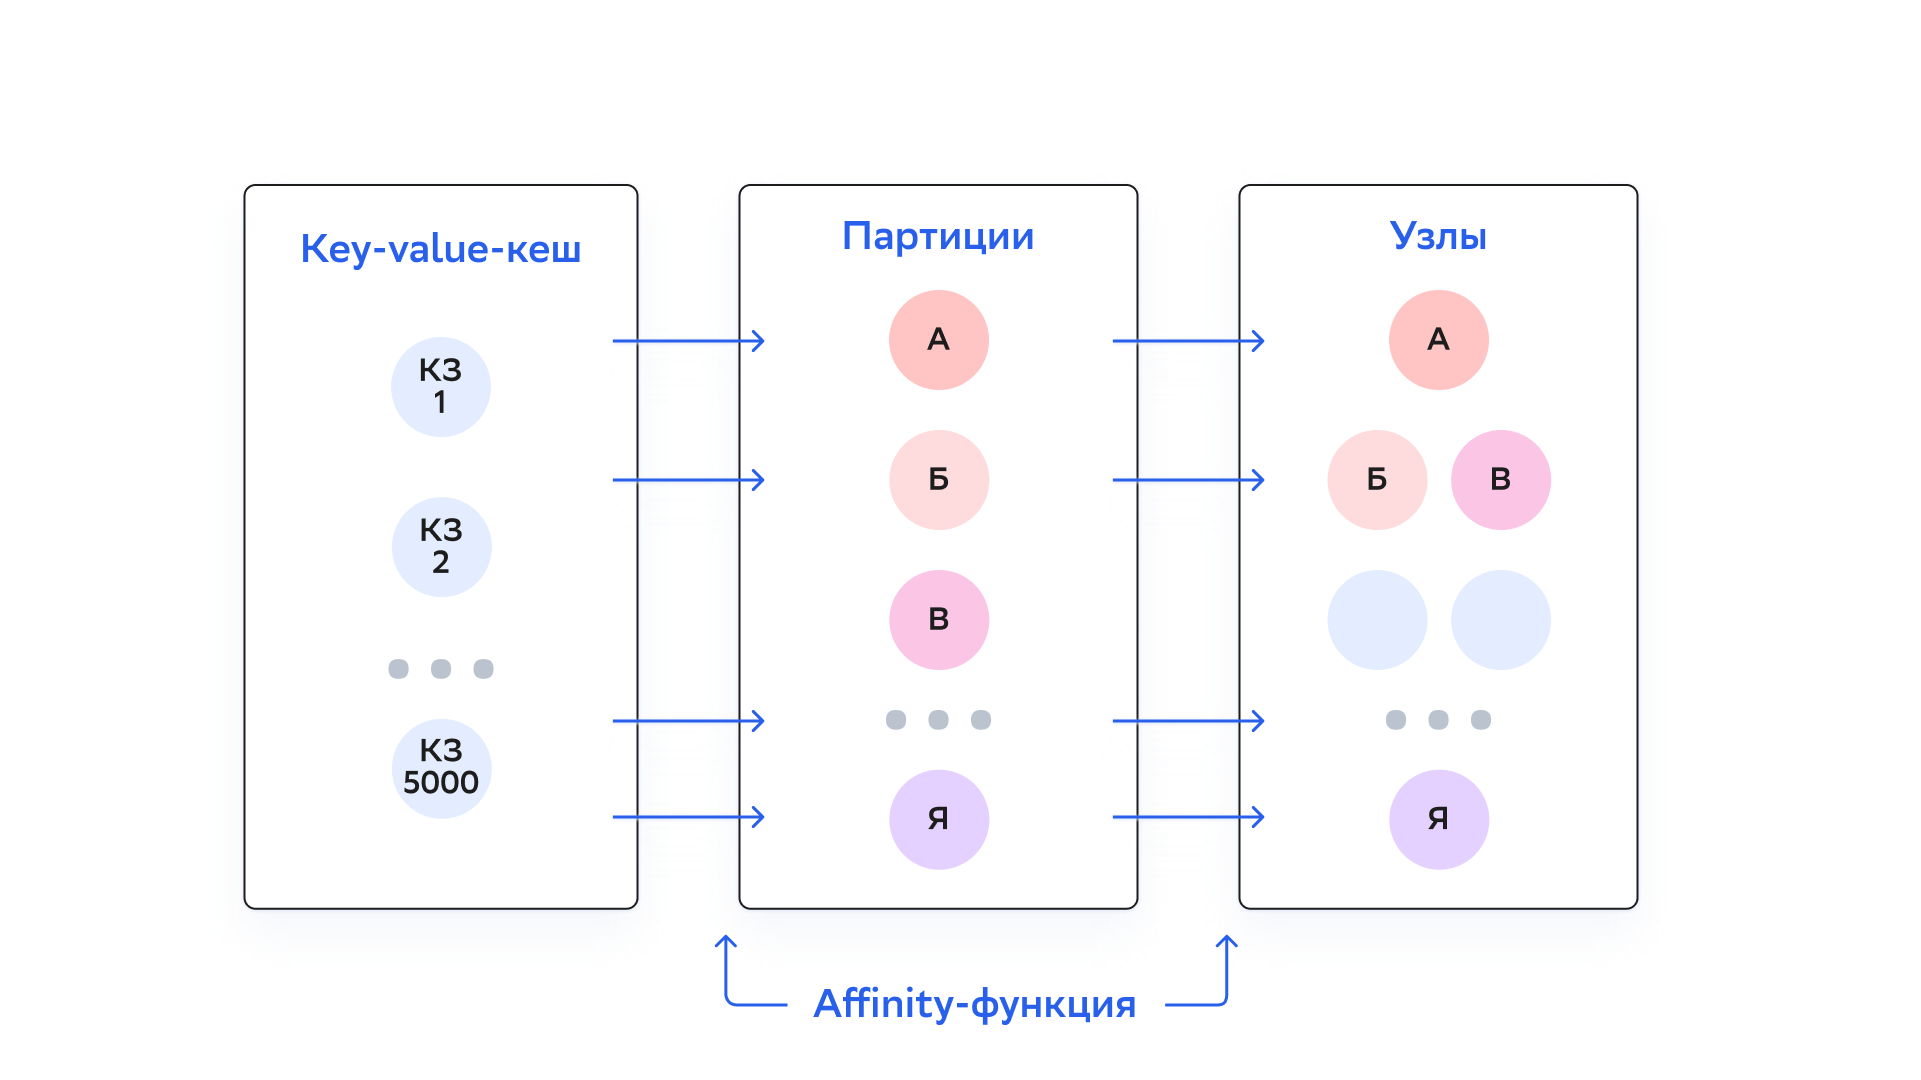 Key-value-кеш
КЗ
1
КЗ
2
КЗ
5000
Партиции
А
Б
В
Я
Узлы
А
Б В
Я
Affinity-функция